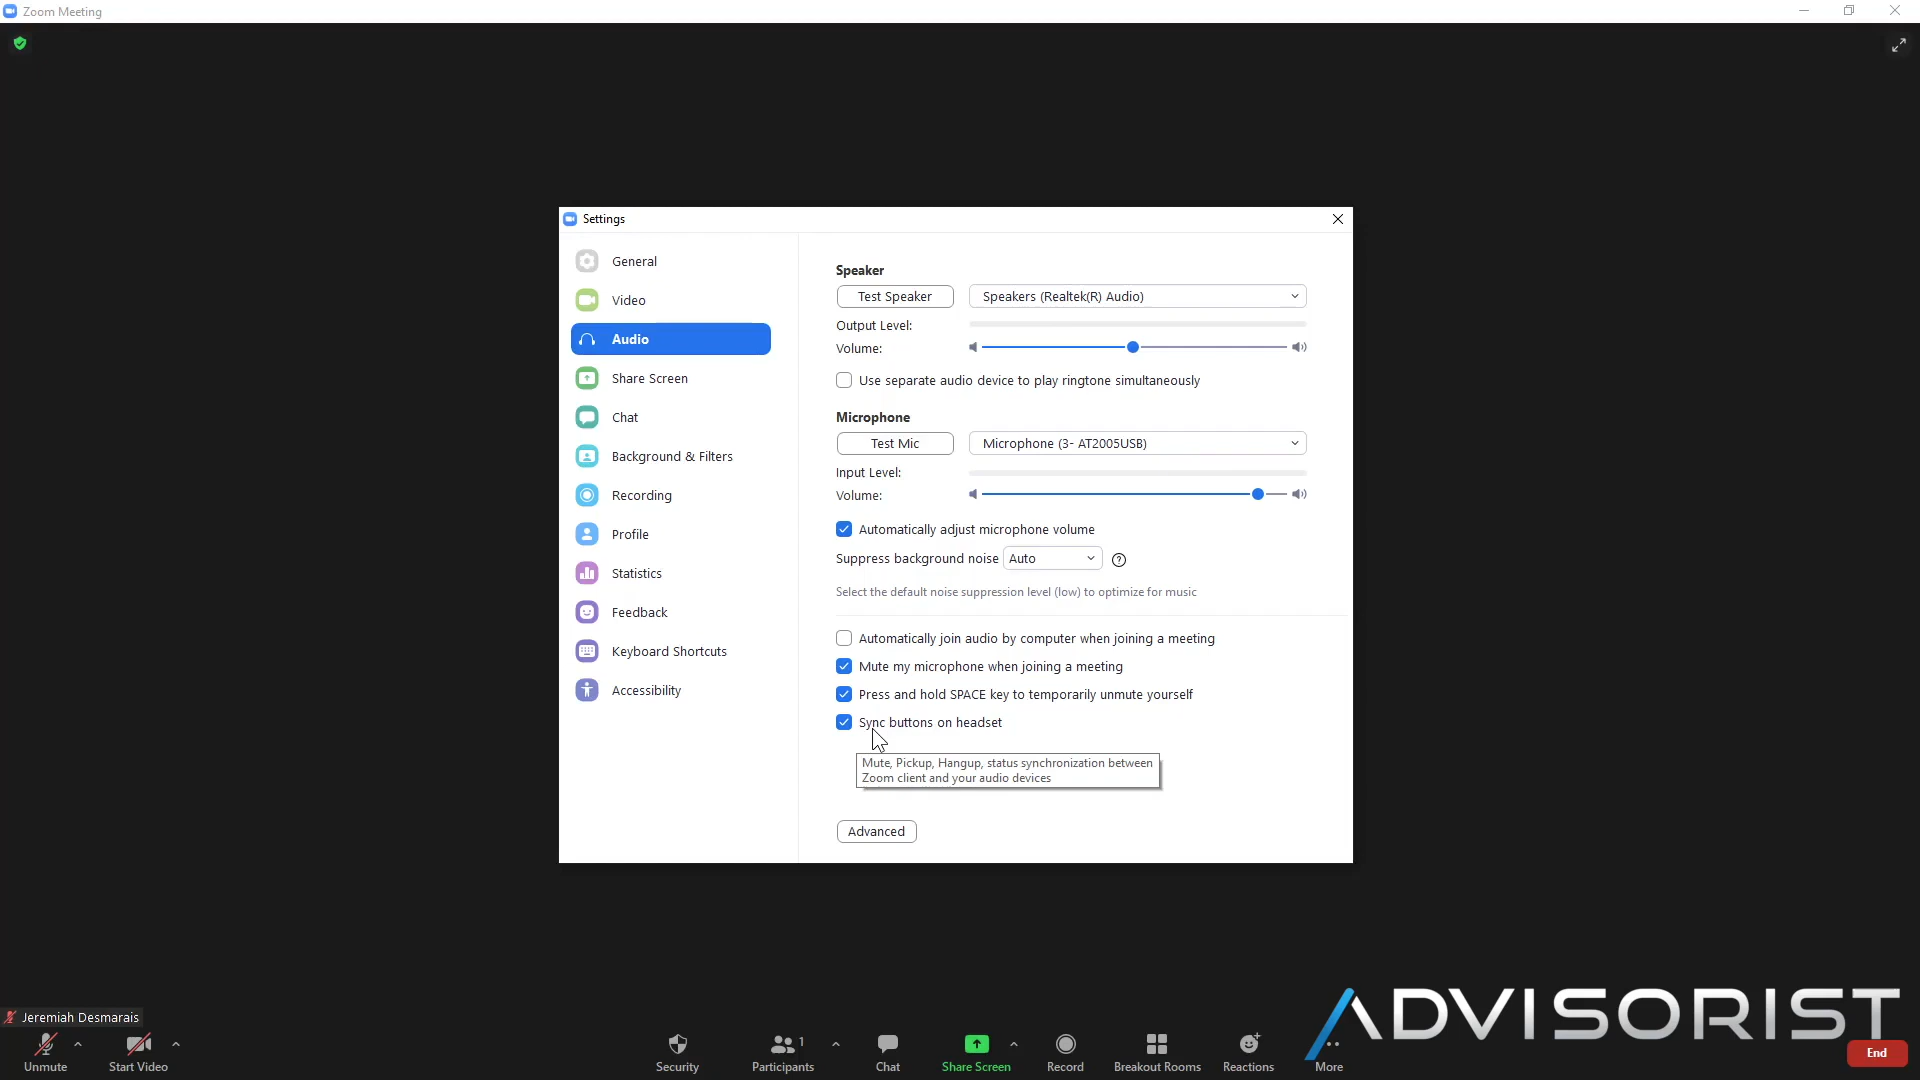 Zoom Meeting
Settings
General
Video
Audio
Share Screen
Chat
Background & Filters
Recording
Profile
Statistics
Feedback
Keyboard Shortcuts
Accessibility
Speaker
Test Speaker
Speakers (Realtek(R) Audio)
Output Level:
Volume:
Use separate audio device to play ringtone simultaneously
Microphone
Test Mic
Microphone (3- AT2005USB)
Input Level:
Volume:
Automatically adjust microphone volume
Suppress background noise Auto
Select the default noise suppression level (low) to optimize for music
Automatically join audio by computer when joining a meeting
Mute my microphone when joining a meeting
Press and hold SPACE key to temporarily unmute yourself
Sync buttons on headset
Mute, Pickup, Hangup, status synchronization between
Zoom client and your audio devices
Advanced
Jeremiah Desmarais
Unmute
Start Video
Security
1
Participants
Chat
Share Screen
Record
Breakout Rooms
Reactions
More
End
ADVISORIST